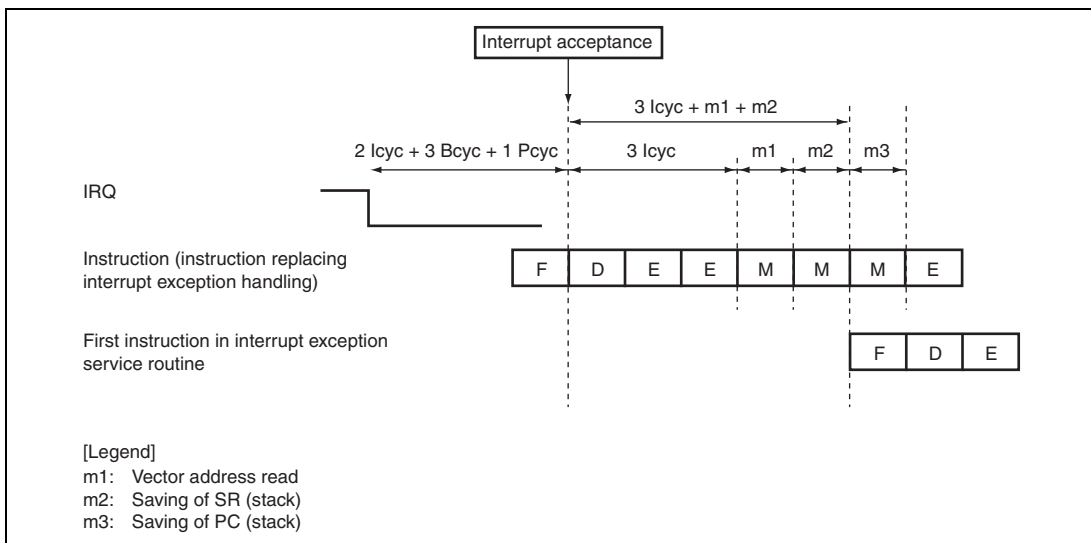 Interrupt acceptance
3 Icyc + m1 + m2
2 Icyc + 3 Bcyc + 1 Pcyc
3 Icyc
m1
m2
m3
IRQ
Instruction (instruction replacing
interrupt exception handling)
F D E E M M M E
First instruction in interrupt exception
service routine
F D E
[Legend]
m1: Vector address read
m2: Saving of SR (stack)
m3: Saving of PC (stack)